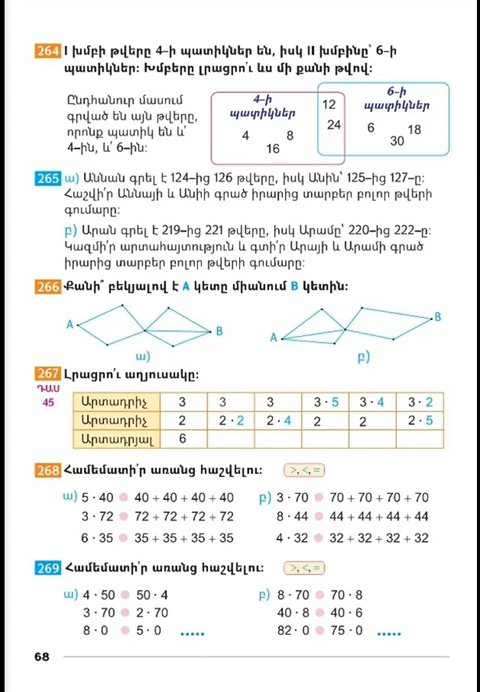 264 I խմբի թվերը 4–ի պատիկներ են, իսկ II խմբինը՝ 6–ի
պատիկներ: Խմբերը լրացրո՛ւ ևս մի քանի թվով:
Ընդհանուր մասում
գրված են այն թվերը,
որոնք պատիկ են և՛
4–ին, և՛ 6–ին:
4–ի
պատիկներ
4 8
16
12
24
6–ի
պատիկներ
6 18
30
265 ա) Աննան գրել է 124–ից 126 թվերը, իսկ Անին՝ 125–ից 127–ը:
Հաշվի՛ր Աննայի և Անիի գրած իրարից տարբեր բոլոր թվերի
գումարը:
բ) Արան գրել է 219–ից 221 թվերը, իսկ Արամը՝ 220–ից 222–ը:
Կազմի՛ր արտահայտություն և գտի՛ր Արայի և Արամի գրած
իրարից տարբեր բոլոր թվերի գումարը:
266 Քանի՞ բեկյալով է A կետը միանում B կետին:
A B
ա)
A B
բ)
267 Լրացրո՛ւ աղյուսակը:
ԴԱՍ
45
Արտադրիչ 3 3 3 3 · 5 3 · 4 3 · 2
Արտադրիչ 2 2 · 2 2 · 4 2 2 2 · 5
Արտադրյալ 6
268 Համեմատի՛ր առանց հաշվելու: >, <, =
ա) 5 · 40 40 + 40 + 40 + 40
3 · 72 72 + 72 + 72 + 72
6 · 35 35 + 35 + 35 + 35
բ) 3 · 70 70 + 70 + 70 + 70
8 · 44 44 + 44 + 44 + 44
4 · 32 32 + 32 + 32 + 32
269 Համեմատի՛ր առանց հաշվելու: >, <, =
ա) 4 · 50 50 · 4
3 · 70 2 · 70
8 · 0 5 · 0 .....
բ) 8 · 70 70 · 8
40 · 8 40 · 6
82 · 0 75 · 0 .....
68